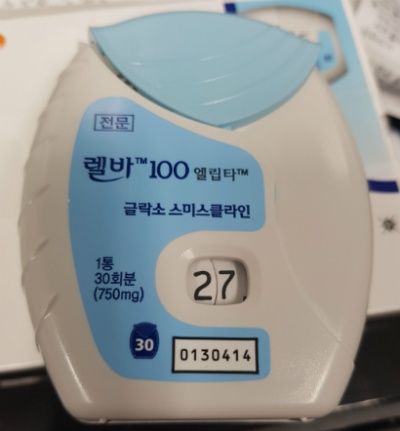 전문
렐바™100 엘립타™
글락소 스미스클라인
1통
30회분
(750mg)
27
30
0130414